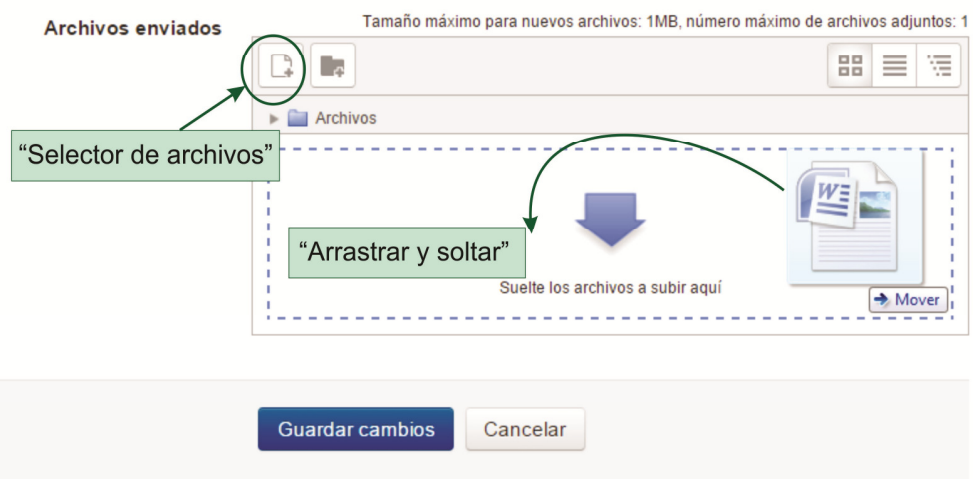 Archivos enviados
Tamaño máximo para nuevos archivos: 1MB, número máximo de archivos adjuntos: 1
Archivos
“Selector de archivos”
W
“Arrastrar y soltar”
Suelte los archivos a subir aquí
Mover
Guardar cambios
Cancelar